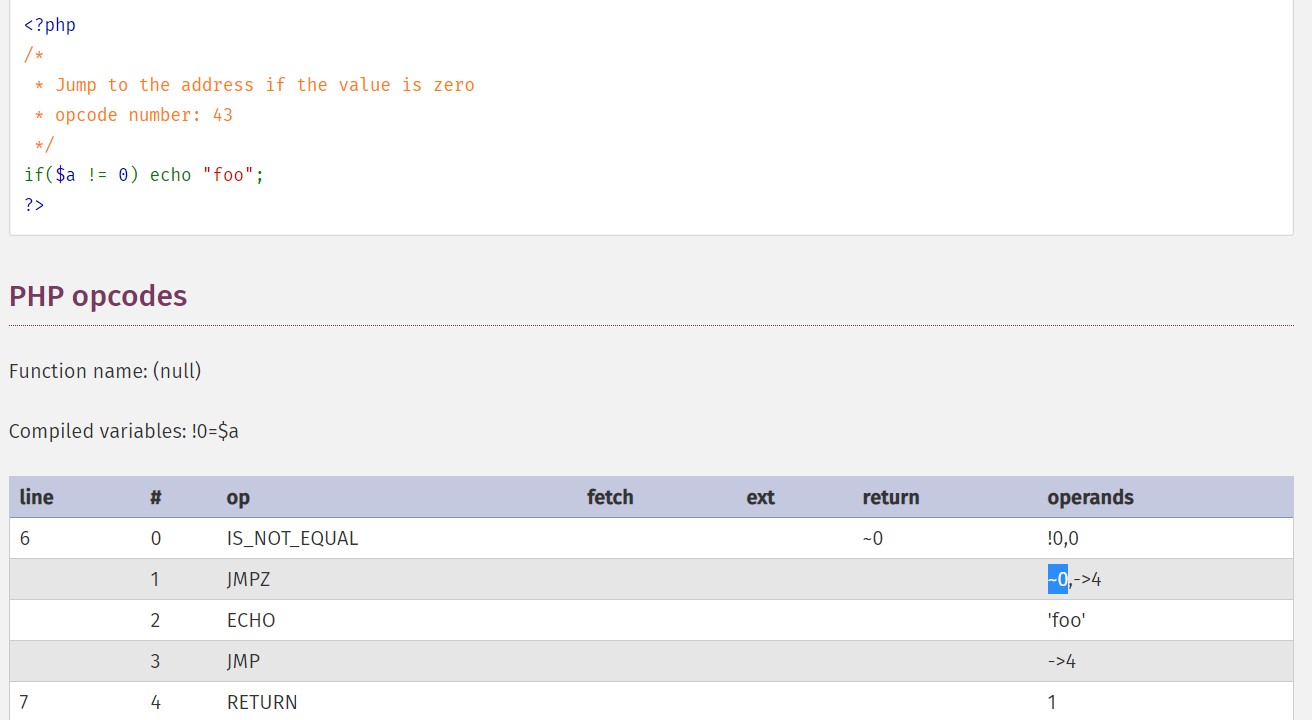 <?php
/*
 * Jump to the address if the value is zero
 * opcode number: 43
 */
if($a != 0) echo "foo";
?>
PHP opcodes
Function name: (null)
Compiled variables: !0=$a
line # op fetch ext return operands
6 0 IS_NOT_EQUAL ~0 !0,0
1 JMPZ ~0,->4
2 ECHO 'foo'
3 JMP ->4
7 4 RETURN 1